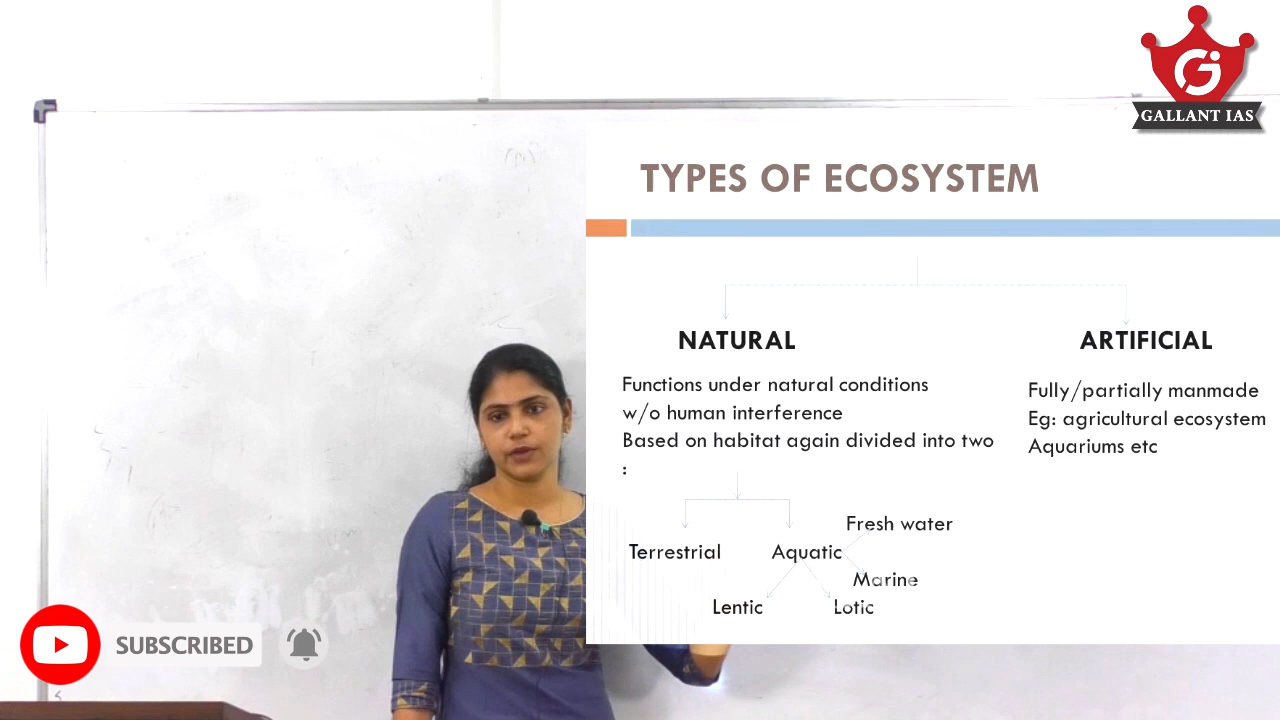 GALLANT IAS
TYPES OF ECOSYSTEM
NATURAL
Functions under natural conditions
w/o human interference
Based on habitat again divided into two
:
Terrestrial
Aquatic
Fresh water
Marine
Lentic
Lotic
ARTIFICIAL
Fully/partially manmade
Eg: agricultural ecosystem
Aquariums etc
SUBSCRIBED